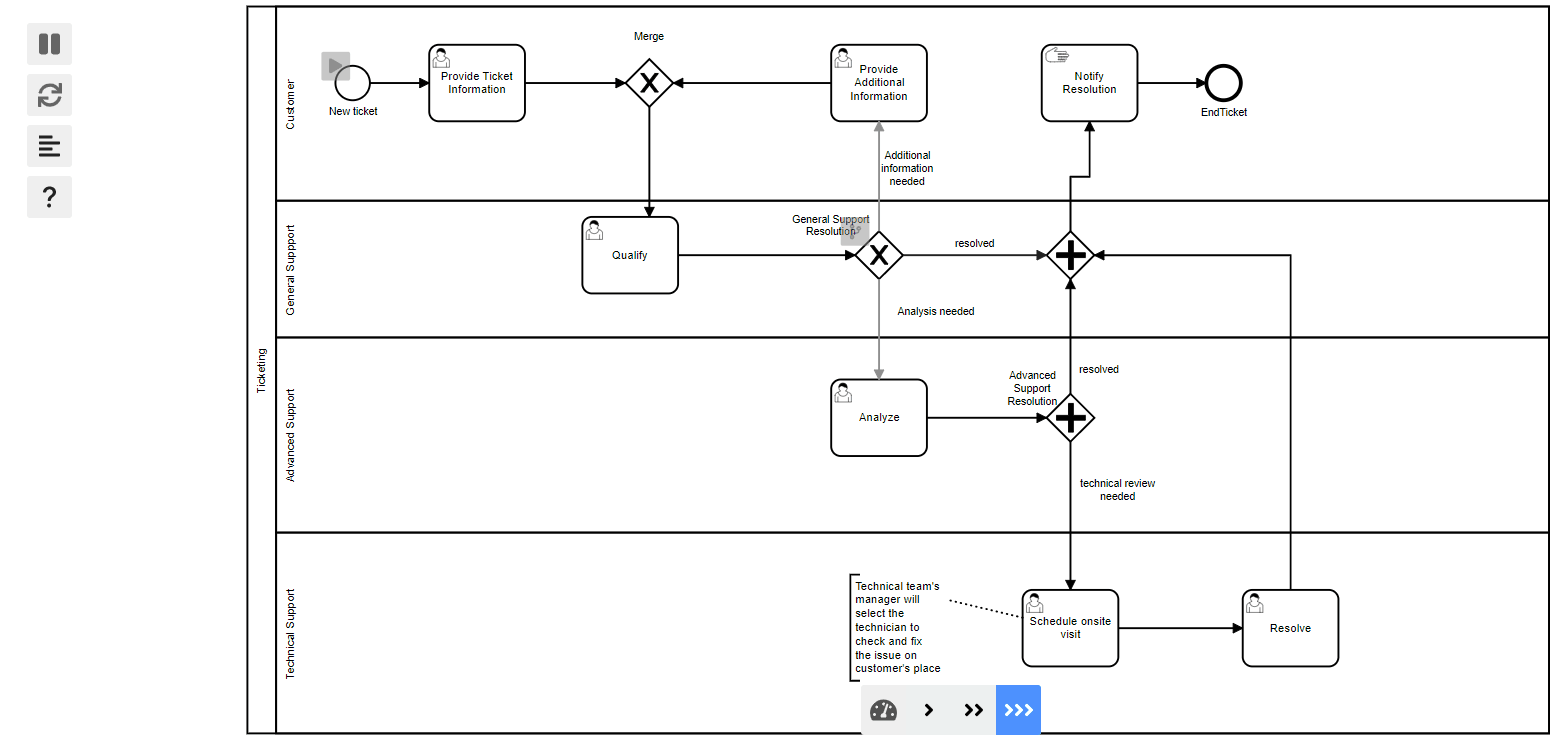 ?
Ticketing
Customer
New ticket
Provide Ticket
Information
Merge
X
Provide
Additional
Information
Notify
Resolution
EndTicket
Additional
information
needed
General Suppport
Qualify
General Support
Resolution
X
resolved
Analysis needed
Advanced Support
Analyze
Advanced
Support
Resolution
resolved
technical review
needed
Technical Support
Technical team's
manager will
select the
technician to
check and fix
the issue on
customer's place
Schedule onsite
visit
Resolve